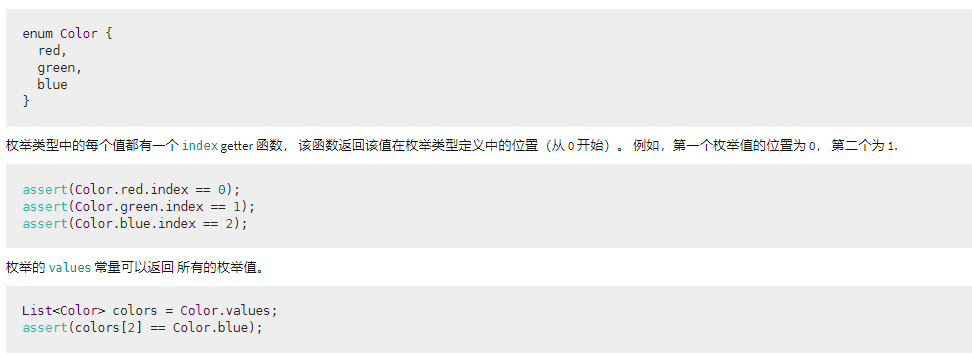 enum Color {
  red,
  green,
  blue
}
枚举类型中的每个值都有一个 index getter 函数， 该函数返回该值在枚举类型定义中的位置（从 0 开始）。 例如，第一个枚举值的位置为 0， 第二个为 1.
assert(Color.red.index == 0);
assert(Color.green.index == 1);
assert(Color.blue.index == 2);
枚举的 values 常量可以返回 所有的枚举值。
List<Color> colors = Color.values;
assert(colors[2] == Color.blue);